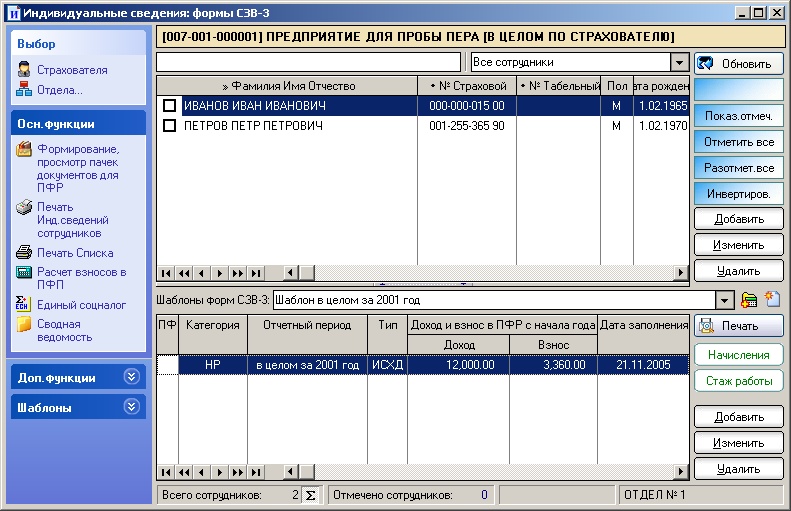 Индивидуальные сведения: формы СЗВ-3
Выбор
Страхователя
Отдела...
Осн.функции
Формирование,
просмотр пачек
документов для
ПФР
Печать
Инд.сведений
сотрудников
Печать Списка
Расчет взносов в
ПФП
Единый соцналог
Сводная
ведомость
Доп.функции
Шаблоны
[007-001-000001] ПРЕДПРИЯТИЕ ДЛЯ ПРОБЫ ПЕРА [В ЦЕЛОМ ПО СТРАХОВАТЕЛЮ]
Все сотрудники
» Фамилия Имя Отчество • № Страховой • № Табельный Пол ата рожден
ИВАНОВ ИВАН ИВАНОВИЧ 000-000-015 00 М 1.02.1965
ПЕТРОВ ПЕТР ПЕТРОВИЧ 001-255-365 90 М 1.02.1970
Обновить
Показ.отмеч.
Отметить все
Разотмет.все
Инвертиров.
Добавить
Изменить
Удалить
Шаблоны форм СЗВ-3: Шаблон в целом за 2001 год
ПФ Категория Отчетный период Тип Доход и взнос в ПФР с начала года Дата заполнения
Доход Взнос
НР в целом за 2001 год ИСХД 12,000.00 3,360.00 21.11.2005
Печать
Начисления
Стаж работы
Добавить
Изменить
Удалить
Всего сотрудников: 2 Σ Отмечено сотрудников: 0 ОТДЕЛ № 1